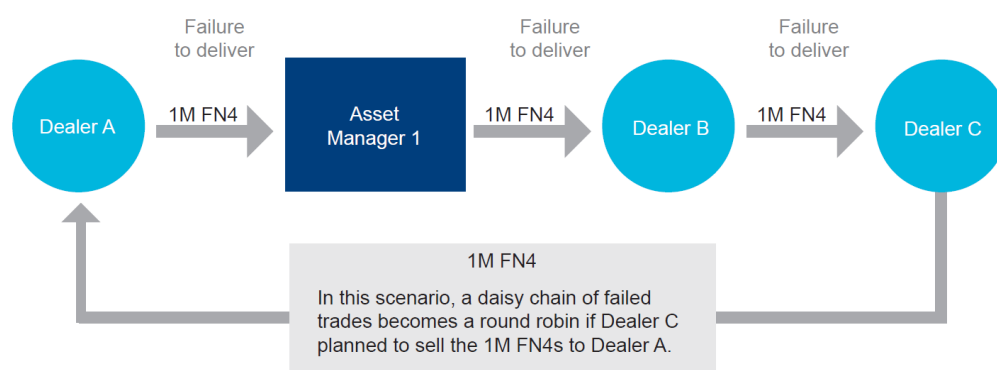 Failure
to deliver
Failure
to deliver
Failure
to deliver
Dealer A
1M FN4
Asset
Manager 1
1M FN4
Dealer B
1M FN4
Dealer C
1M FN4
In this scenario, a daisy chain of failed
trades becomes a round robin if Dealer C
planned to sell the 1M FN4s to Dealer A.